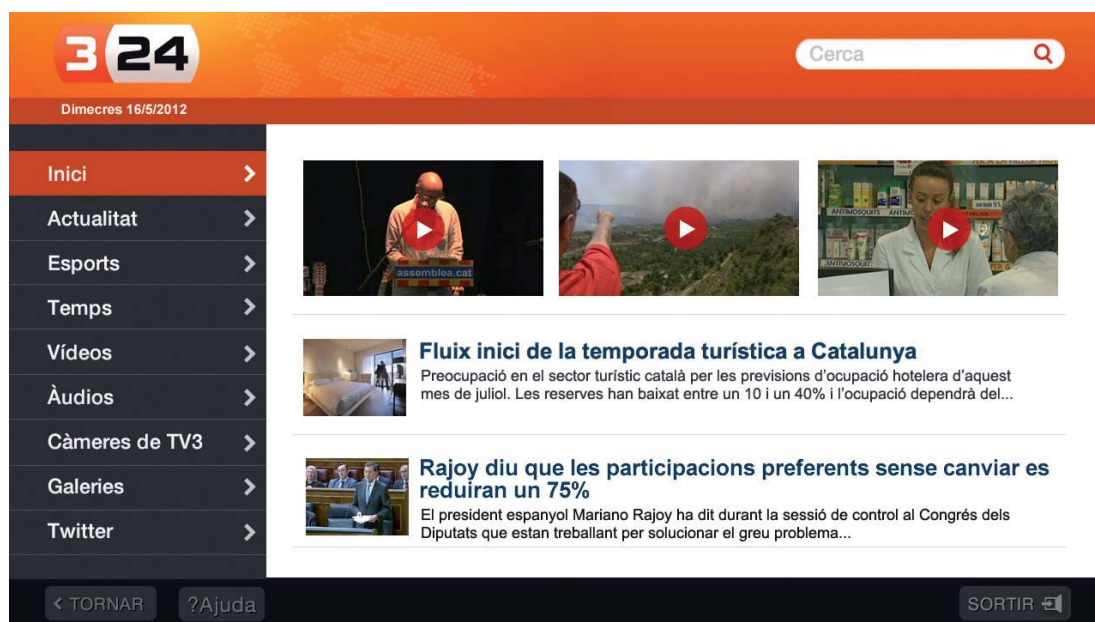 3 24
Cerca
Dimecres 16/5/2012
Inici
Actualitat
Esports
Temps
Vídeos
Àudios
Càmeres de TV3
Galeries
Twitter
assemblea.cat
ANTIMOSQUITS
ANTIMOSQUIT
Fluix inici de la temporada turística a Catalunya
Preocupació en el sector turístic català per les previsions d’ocupació hotelera d’aquest
mes de juliol. Les reserves han baixat entre un 10 i un 40% i l’ocupació dependrà del...
Rajoy diu que les participacions preferents sense canviar es
reduiran un 75%
El president espanyol Mariano Rajoy ha dit durant la sessió de control al Congrés dels
Diputats que estan treballant per solucionar el greu problema...
< TORNAR
?Ajuda
SORTIR